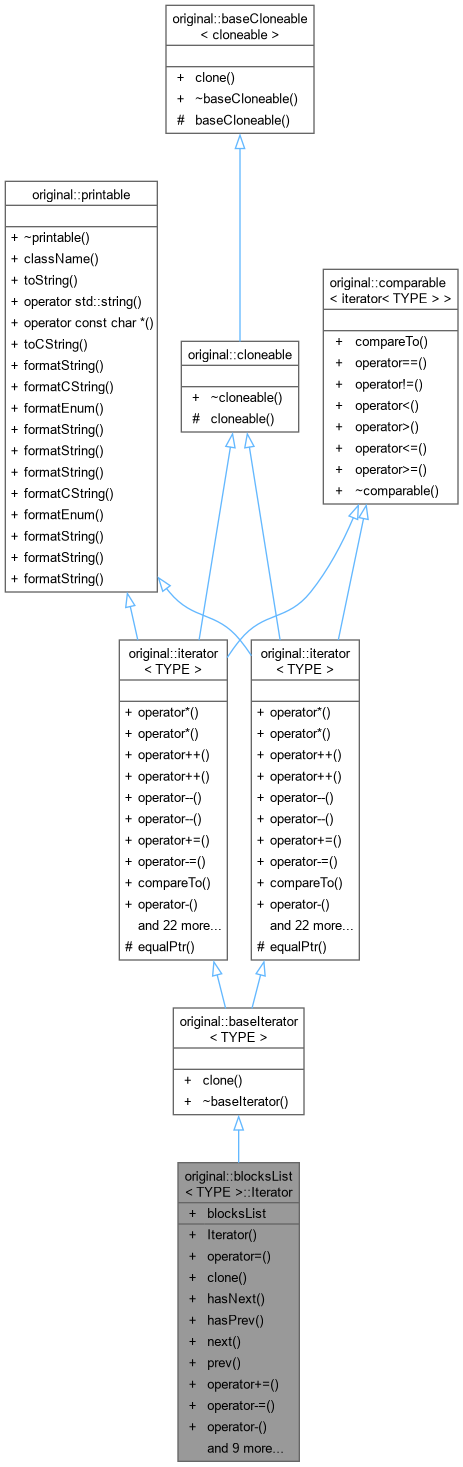 original::baseCloneable
< cloneable >
+ clone()
+ ~baseCloneable()
# baseCloneable()
original::printable
+ ~printable()
+ className()
+ toString()
+ operator std::string()
+ operator const char *()
+ toCString()
+ formatString()
+ formatCString()
+ formatEnum()
+ formatString()
+ formatString()
+ formatString()
+ formatCString()
+ formatEnum()
+ formatString()
+ formatString()
+ formatString()
original::comparable
< iterator< TYPE > >
+ compareTo()
+ operator==()
+ operator!=()
+ operator<()
+ operator>()
+ operator<=()
+ operator>=()
+ ~comparable()
original::cloneable
+ ~cloneable()
# cloneable()
original::iterator
< TYPE >
+ operator*()
+ operator*()
+ operator++()
+ operator++()
+ operator--()
+ operator--()
+ operator+=()
+ operator-=()
+ compareTo()
+ operator-()
and 22 more...
# equalPtr()
original::iterator
< TYPE >
+ operator*()
+ operator*()
+ operator++()
+ operator++()
+ operator--()
+ operator--()
+ operator+=()
+ operator-=()
+ compareTo()
+ operator-()
and 22 more...
# equalPtr()
original::baseIterator
< TYPE >
+ clone()
+ ~baseIterator()
original::blocksList
< TYPE >::Iterator
+ blocksList
+ Iterator()
+ operator=()
+ clone()
+ hasNext()
+ hasPrev()
+ next()
+ prev()
+ operator+=()
+ operator-=()
+ operator-()
and 9 more...